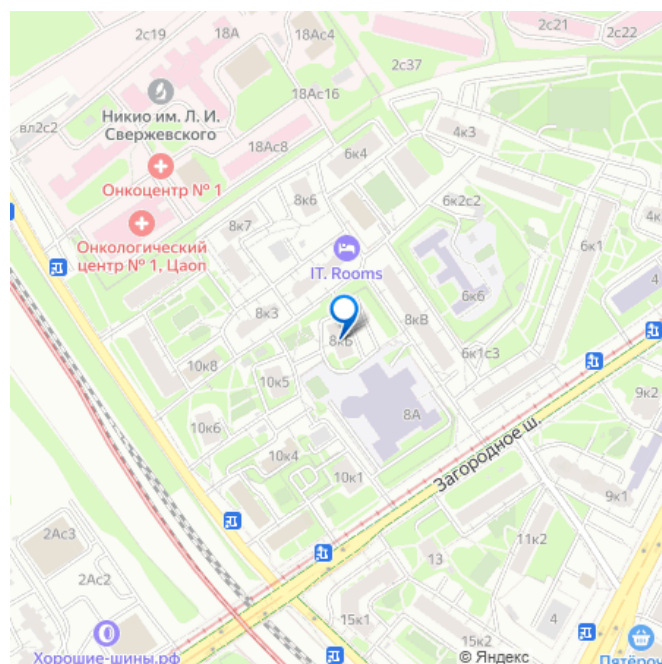 2с19
18А
18Ас4
2с21
2с22
2с37
Никио им. Л. И.
Свержевского
18Ас16
вл2с2
4к3
18Ас8
6к4
Онкоцентр № 1
8к6
6к2с2
4к
8к7
Онкологический
центр № 1, Цаоп
6к1
IT. Rooms
6к6
4
8к3
8кВ
8кБ
10к8
6к1с3
10к5
9к2
8А
10к6
Загородное ш.
10к4
10к1
9к1
2Ас3
11к2
13
2Ас2
15к1
15к2
Хорошие-шины.рф
© Яндекс
Пятёро